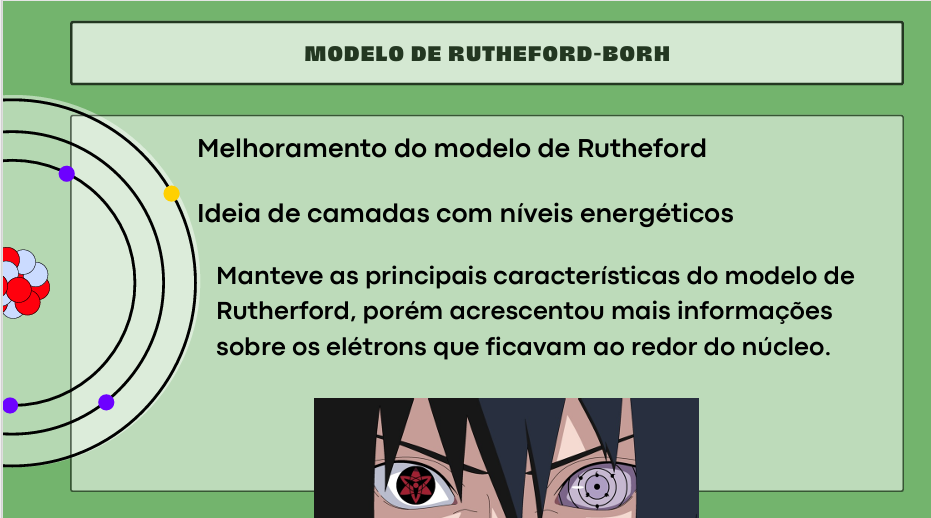 MODELO DE RUTHEFORD-BORH
Melhoramento do modelo de Rutheford
Ideia de camadas com níveis energéticos
Manteve as principais características do modelo de
Rutherford, porém acrescentou mais informações
sobre os elétrons que ficavam ao redor do núcleo.